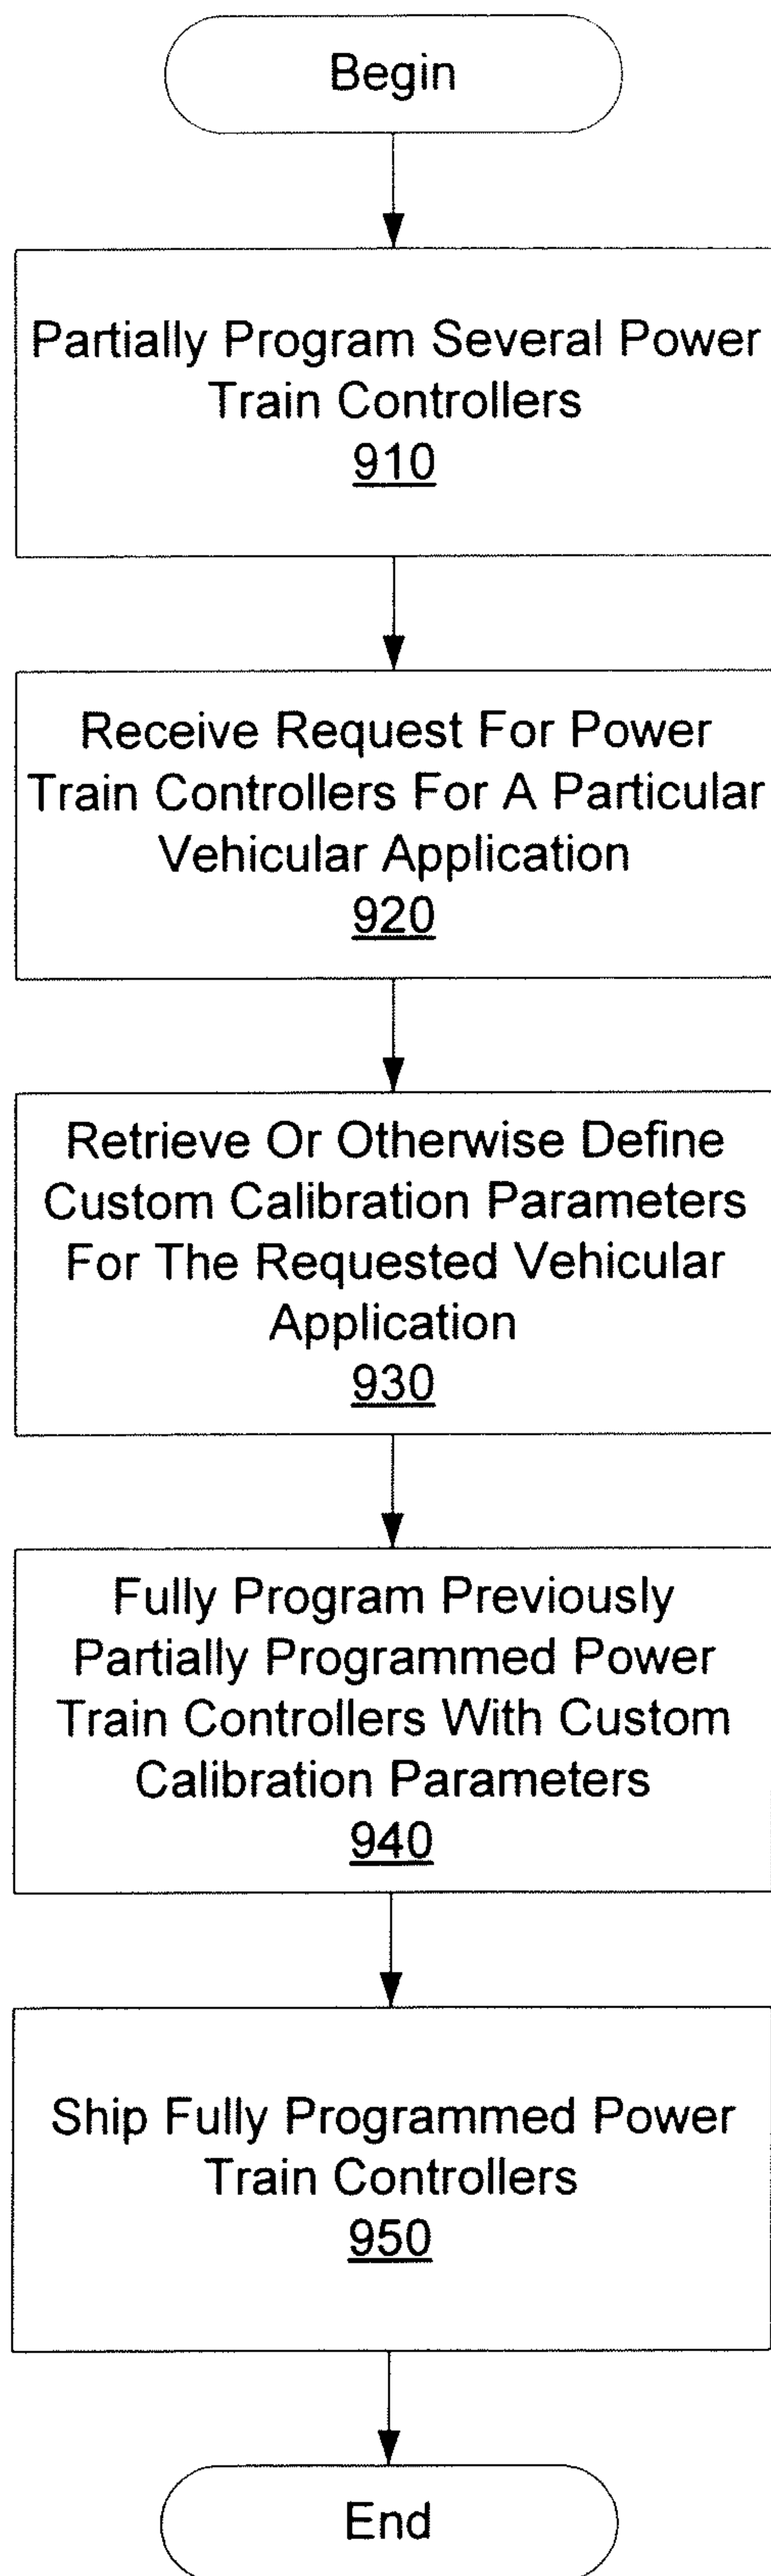 Begin
Partially Program Several Power
Train Controllers
910
Receive Request For Power
Train Controllers For A Particular
Vehicular Application
920
Retrieve Or Otherwise Define
Custom Calibration Parameters
For The Requested Vehicular
Application
930
Fully Program Previously
Partially Programmed Power
Train Controllers With Custom
Calibration Parameters
940
Ship Fully Programmed Power
Train Controllers
950
End